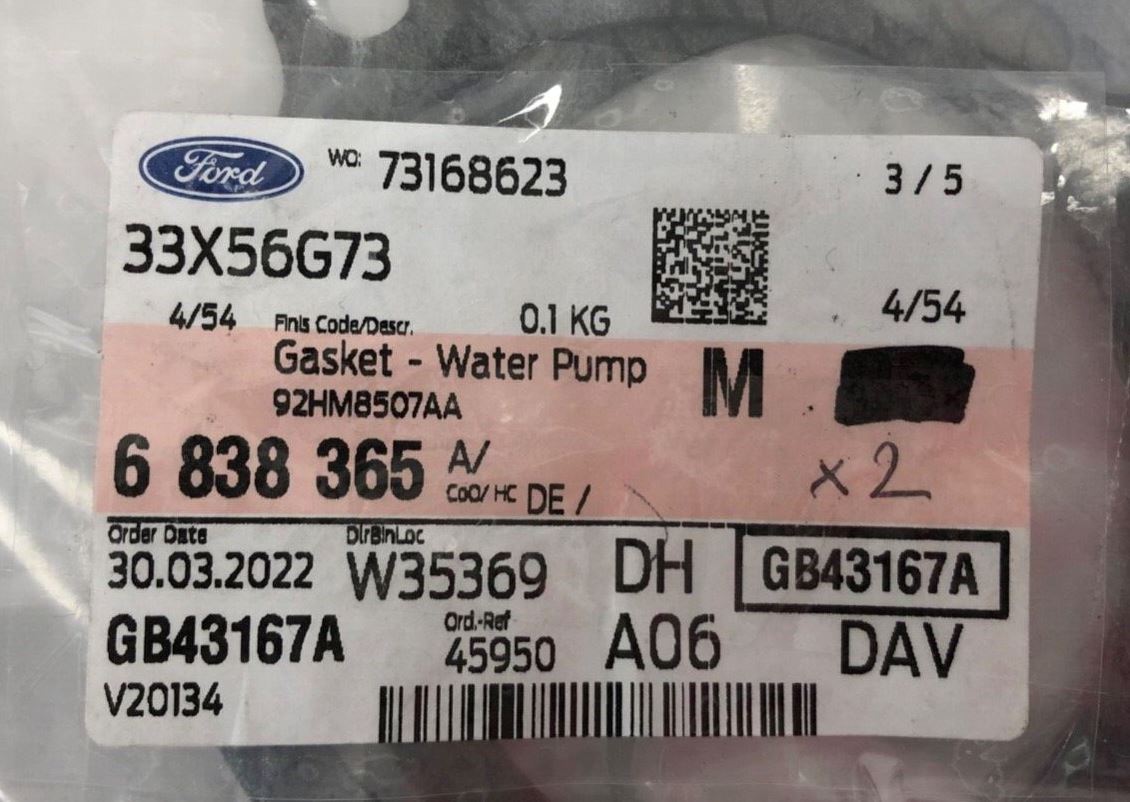 Ford WO: 73168623 3 / 5
33X56G73
4/54 Finis Code/Descr. 0.1 KG 4/54
Gasket - Water Pump M
92HM8507AA
6 838 365 A/
CoO/ HC DE / x 2
Order Date DlrBinLoc
30.03.2022 W35369 DH GB43167A
GB43167A Ord.-Ref 45950 A06 DAV
V20134